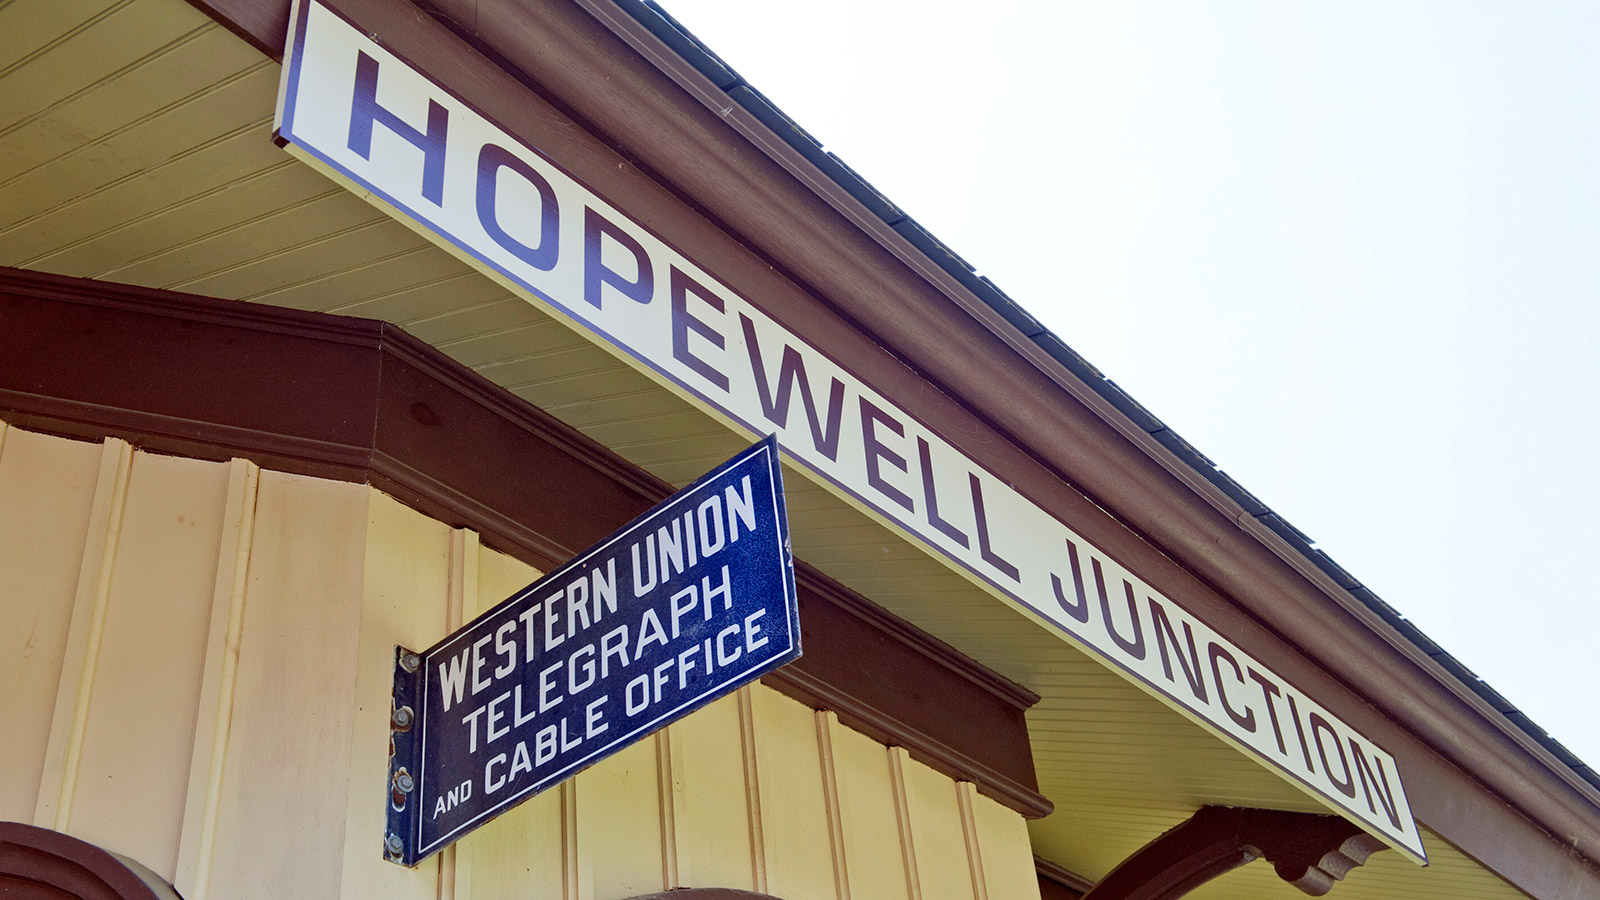 HOPEWELL JUNCTION
WESTERN UNION
TELEGRAPH
AND CABLE OFFICE